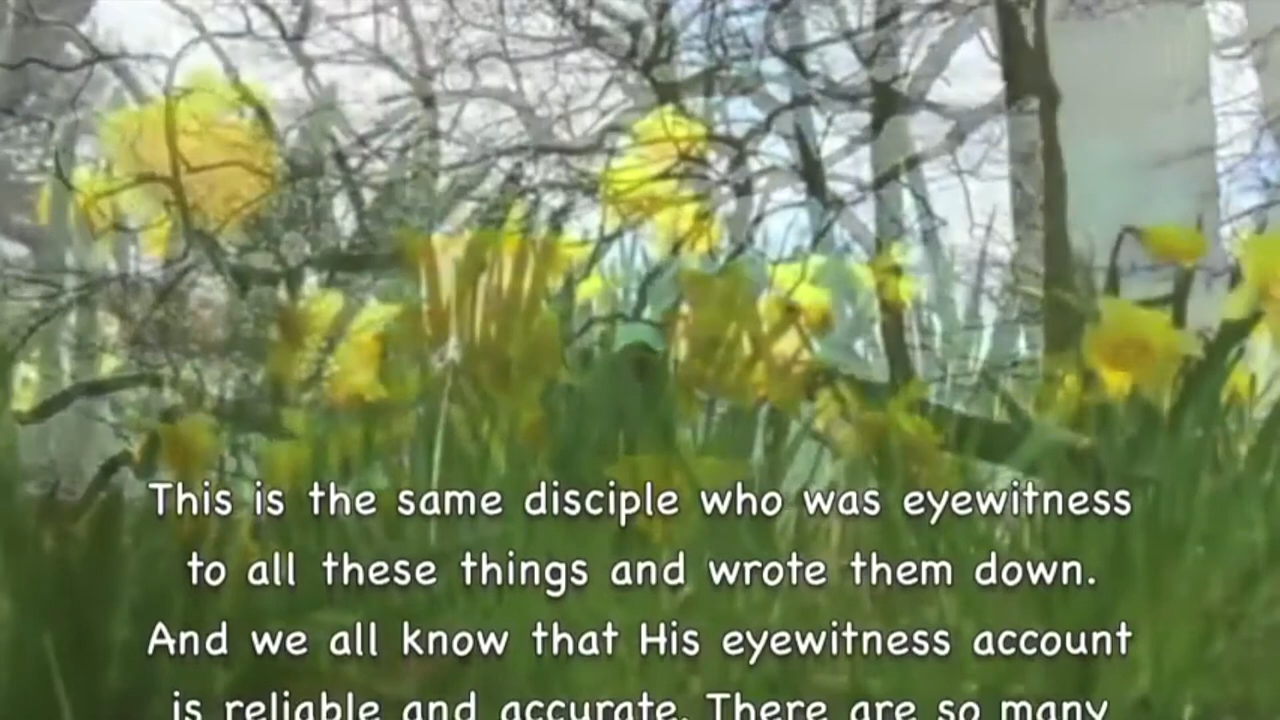 This is the same disciple who was eyewitness
to all these things and wrote them down.
And we all know that His eyewitness account
is reliable and accurate. There are so many